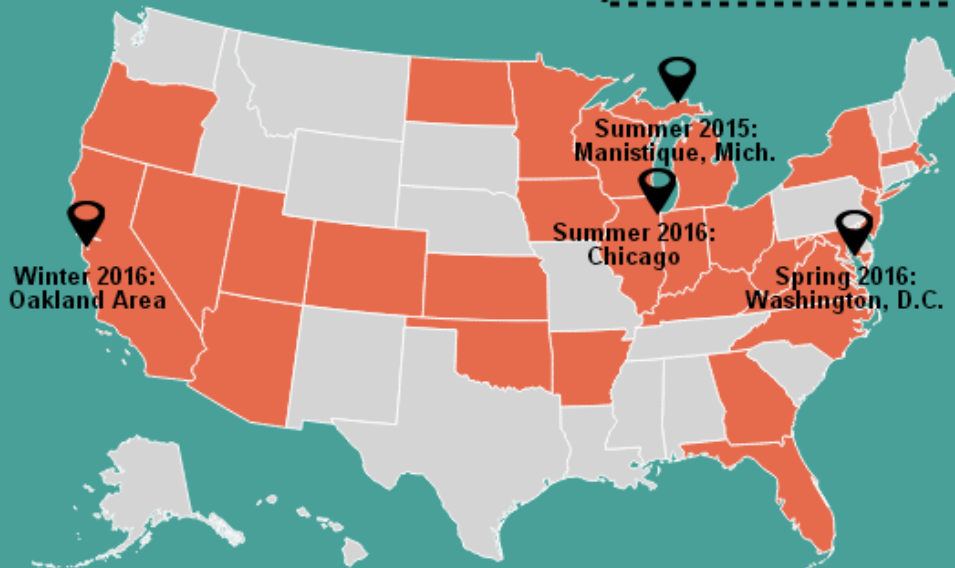 Summer 2015:
Manistique, Mich.
Summer 2016:
Chicago
Winter 2016:
Oakland Area
Spring 2016:
Washington, D.C.